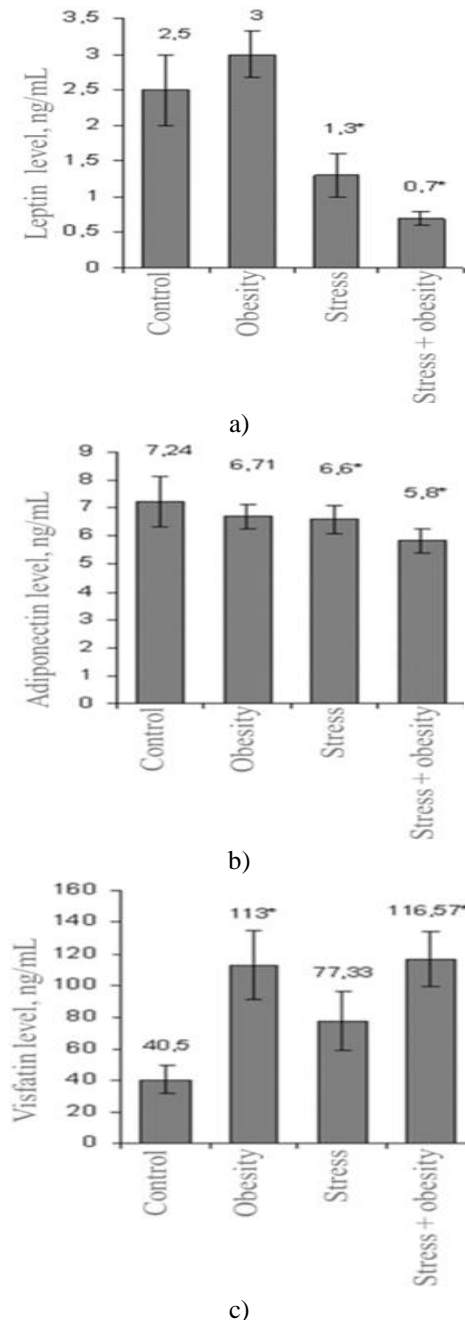 Leptin level, ng/mL
3,5
3
2,5
2
1,5
1
0,5
0
2,5
3
1,3*
0,7*
Control
Obesity
Stress
Stress + obesity
a)
Adiponectin level, ng/mL
9
8
7
6
5
4
3
2
1
0
7,24
6,71
6,6*
5,8*
Control
Obesity
Stress
Stress + obesity
b)
Visfatin level, ng/mL
160
140
120
100
80
60
40
20
0
40,5
113*
77,33
116,57*
Control
Obesity
Stress
Stress + obesity
c)